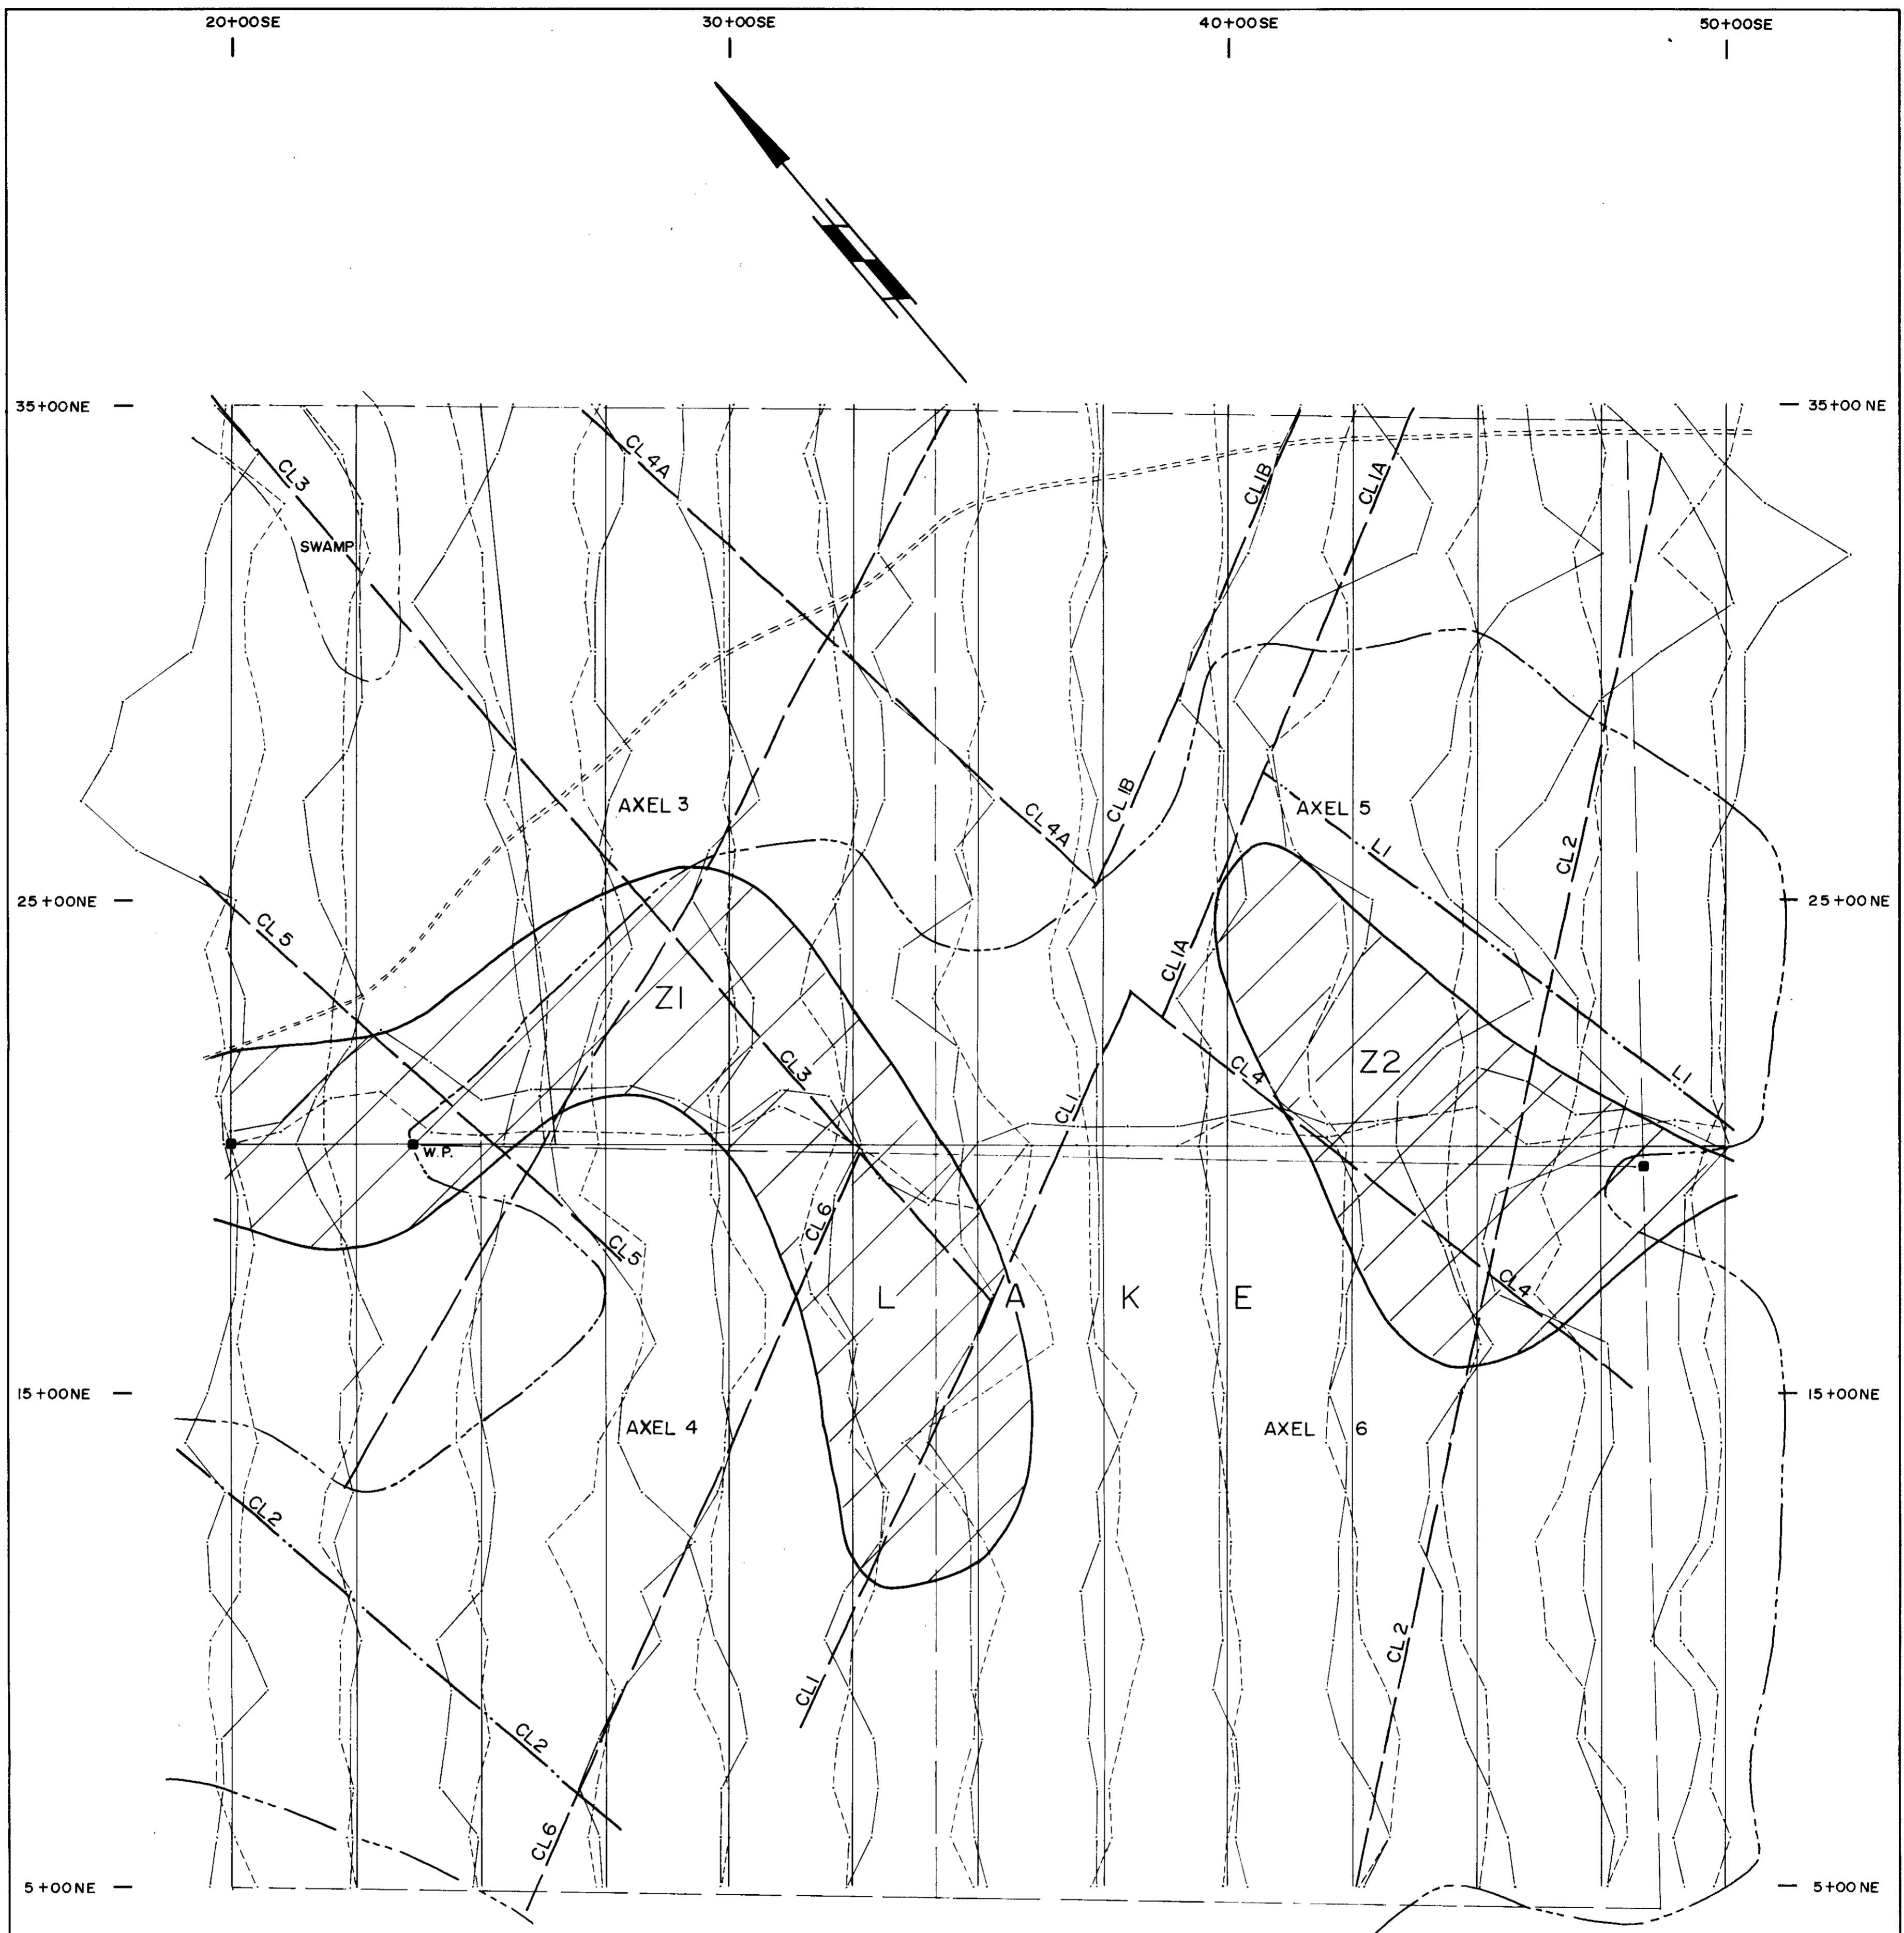 20+00SE 30+00SE 40+00SE 50+00SE
35+00NE 35+00NE
CL3
CL4A
CL1B
CL1A
SWAMP
AXEL 3
AXEL 5
CL4A
CL1B
L1
CL2
25+00NE 25+00NE
CL5
CL1A
Z1
Z2
CL3
CL4
L1
CL1
W.P.
CL6
CL5
L A K E
CL4
15+00NE 15+00NE
AXEL 4
AXEL 6
CL2
CL2
CL1
CL2
CL6
5+00NE 5+00NE